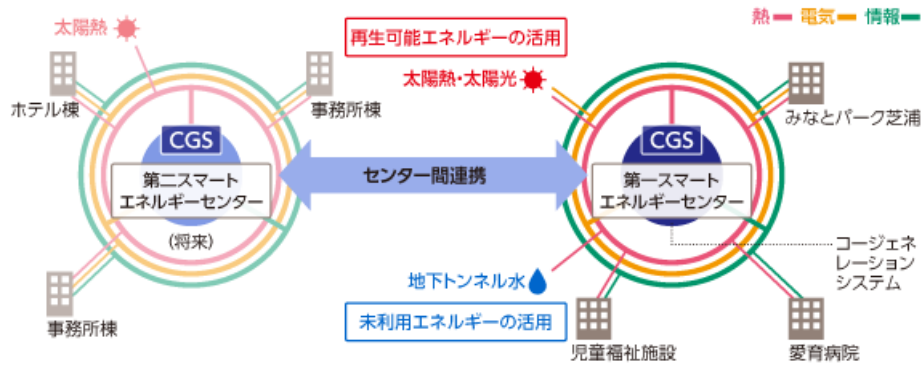 熱 電気 情報
太陽熱
再生可能エネルギーの活用
太陽熱・太陽光
ホテル棟
事務所棟
みなとパーク芝浦
CGS
第二スマート
エネルギーセンター
(将来)
センター間連携
CGS
第一スマート
エネルギーセンター
コージェネ
レーション
システム
地下トンネル水
未利用エネルギーの活用
事務所棟
児童福祉施設
愛育病院